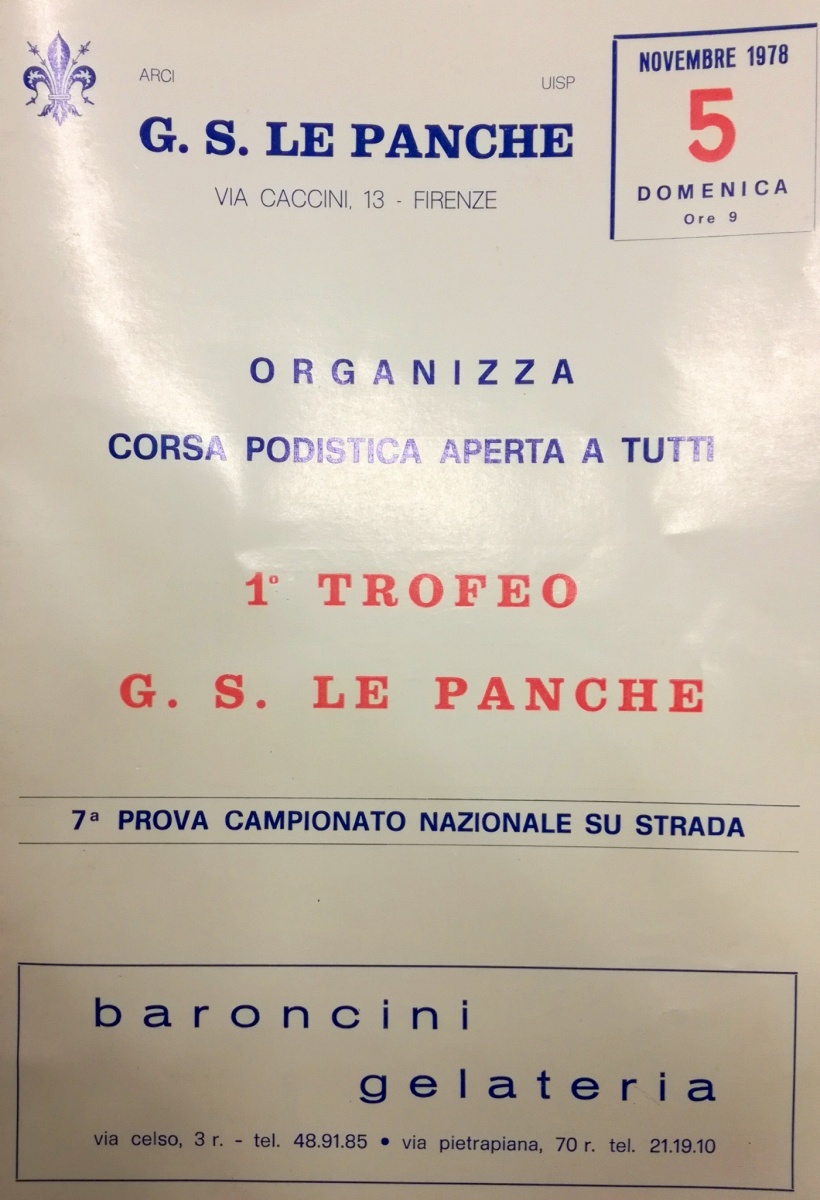 ARCI
UISP
G. S. LE PANCHE
VIA CACCINI, 13 - FIRENZE
NOVEMBRE 1978
5
DOMENICA
Ore 9
ORGANIZZA
CORSA PODISTICA APERTA A TUTTI
1° TROFEO
G. S. LE PANCHE
7ª PROVA CAMPIONATO NAZIONALE SU STRADA
baroncini
gelateria
via celso, 3 r. - tel. 48.91.85 • via pietrapiana, 70 r. tel. 21.19.10